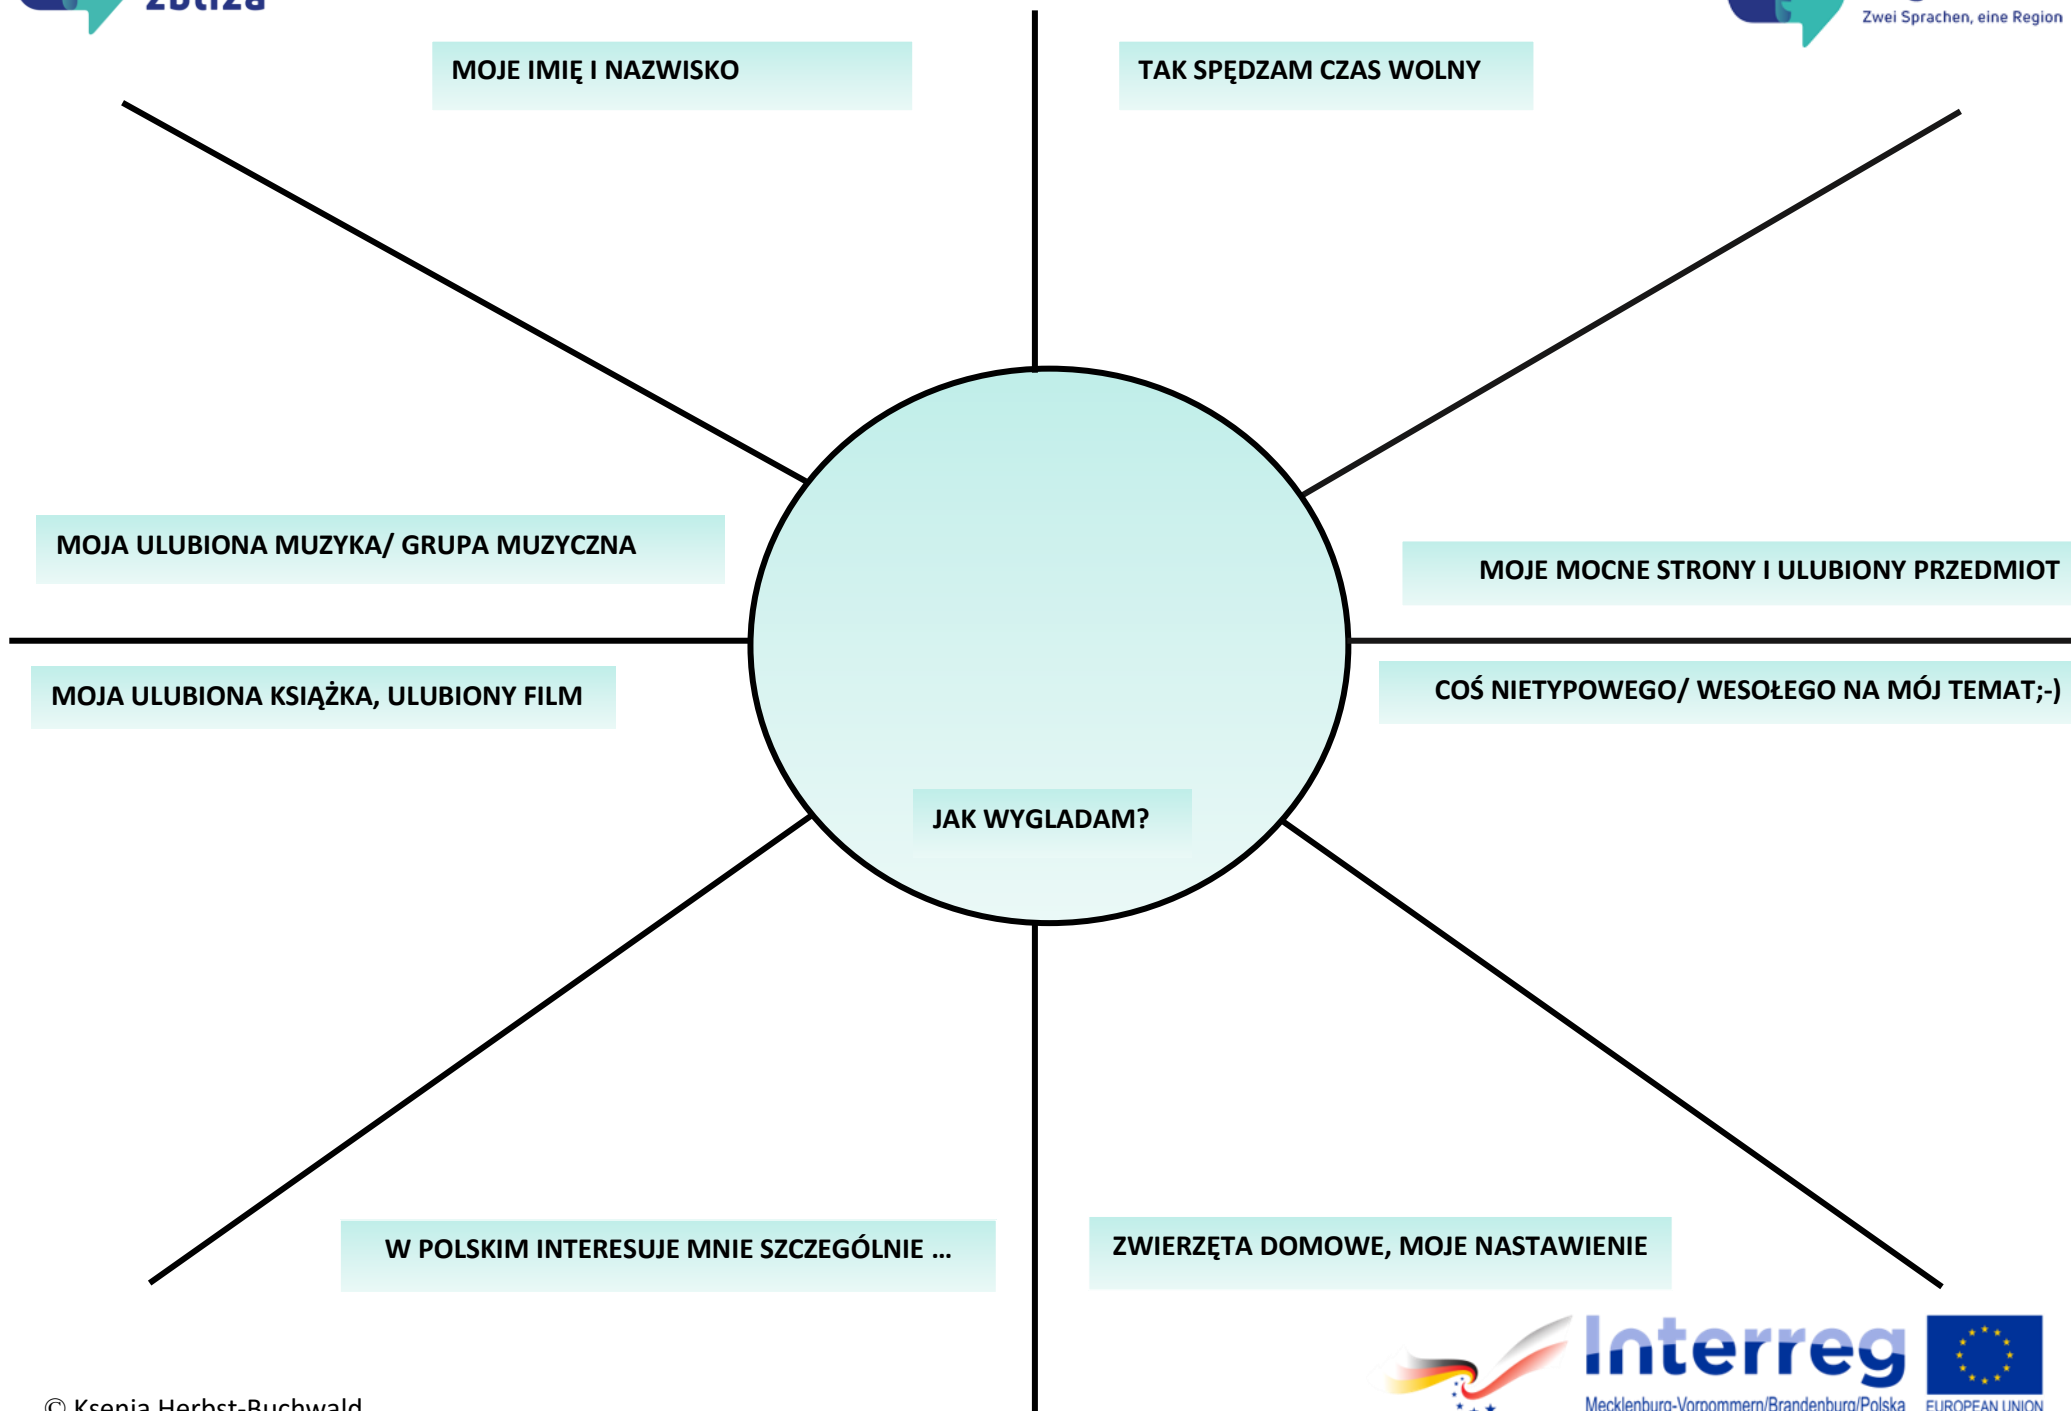 zbliża
Zwei Sprachen, eine Region
MOJE IMIĘ I NAZWISKO
TAK SPĘDZAM CZAS WOLNY
MOJA ULUBIONA MUZYKA/ GRUPA MUZYCZNA
MOJE MOCNE STRONY I ULUBIONY PRZEDMIOT
MOJA ULUBIONA KSIĄŻKA, ULUBIONY FILM
COŚ NIETYPOWEGO/ WESOŁEGO NA MÓJ TEMAT;-)
JAK WYGLADAM?
W POLSKIM INTERESUJE MNIE SZCZEGÓLNIE ...
ZWIERZĘTA DOMOWE, MOJE NASTAWIENIE
Interreg
Mecklenburg-Vorpommern/Brandenburg/Polska
EUROPEAN UNION
© Ksenia Herbst-Buchwald